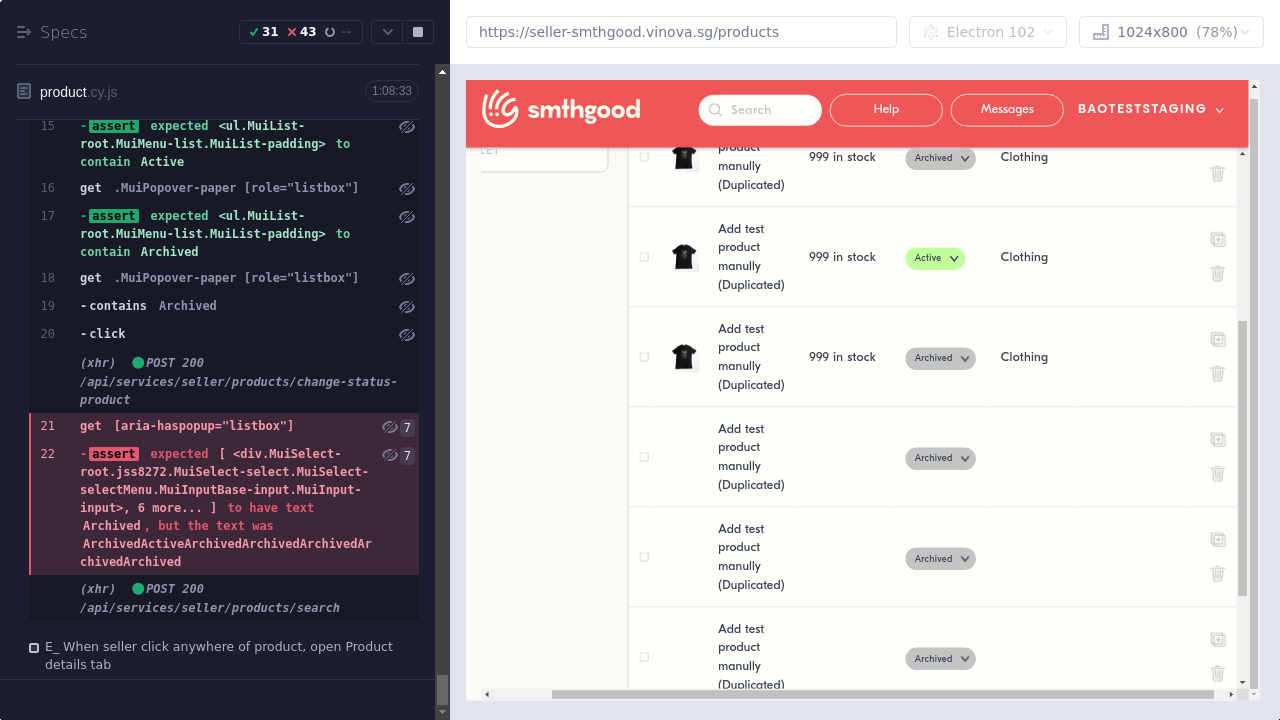 Specs
31
43
--
product.cy.js
1:08:33
15 -assert expected <ul.MuiList-
root.MuiMenu-list.MuiList-padding> to
contain Active
16 get .MuiPopover-paper [role="listbox"]
17 -assert expected <ul.MuiList-
root.MuiMenu-list.MuiList-padding> to
contain Archived
18 get .MuiPopover-paper [role="listbox"]
19 -contains Archived
20 -click
(xhr) POST 200
/api/services/seller/products/change-status-
product
21 get [aria-haspopup="listbox"] 7
22 -assert expected [ <div.MuiSelect- 7
root.jss8272.MuiSelect-select.MuiSelect-
selectMenu.MuiInputBase-input.MuiInput-
input>, 6 more... ] to have text
Archived, but the text was
ArchivedActiveArchivedArchivedArchivedAr
chivedArchived
(xhr) POST 200
/api/services/seller/products/search
E_ When seller click anywhere of product, open Product
details tab
https://seller-smthgood.vinova.sg/products
Electron 102
1024x800 (78%)
smthgood
Search
Help
Messages
BAOTESTSTAGING
product
manully
(Duplicated)
999 in stock
Archived
Clothing
Add test
product
manully
(Duplicated)
999 in stock
Active
Clothing
Add test
product
manully
(Duplicated)
999 in stock
Archived
Clothing
Add test
product
manully
(Duplicated)
Archived
Add test
product
manully
(Duplicated)
Archived
Add test
product
manully
(Duplicated)
Archived